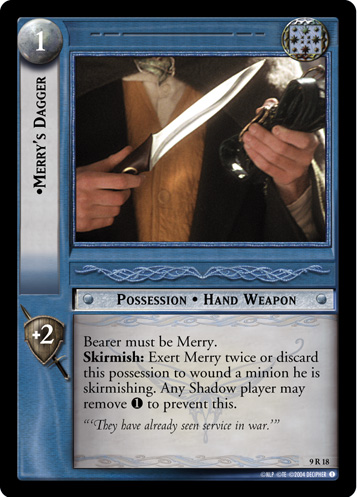 1
•Merry's Dagger
Possession • Hand Weapon
+2
Bearer must be Merry.
Skirmish: Exert Merry twice or discard
this possession to wound a minion he is
skirmishing. Any Shadow player may
remove 1 to prevent this.
“‘They have already seen service in war.’”
9 R 18
©NLP ©TE ©2004 DECIPHER 1